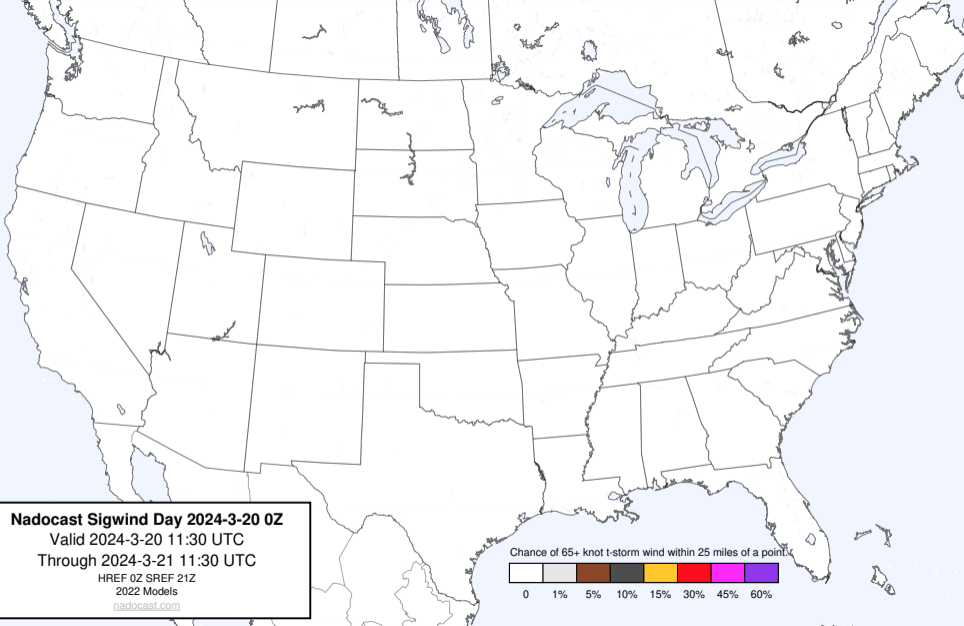 Nadocast Sigwind Day 2024-3-20 0Z
Valid 2024-3-20 11:30 UTC
Through 2024-3-21 11:30 UTC
HREF 0Z SREF 21Z
2022 Models
nadocast.com
Chance of 65+ knot t-storm wind within 25 miles of a point.
0 1% 5% 10% 15% 30% 45% 60%